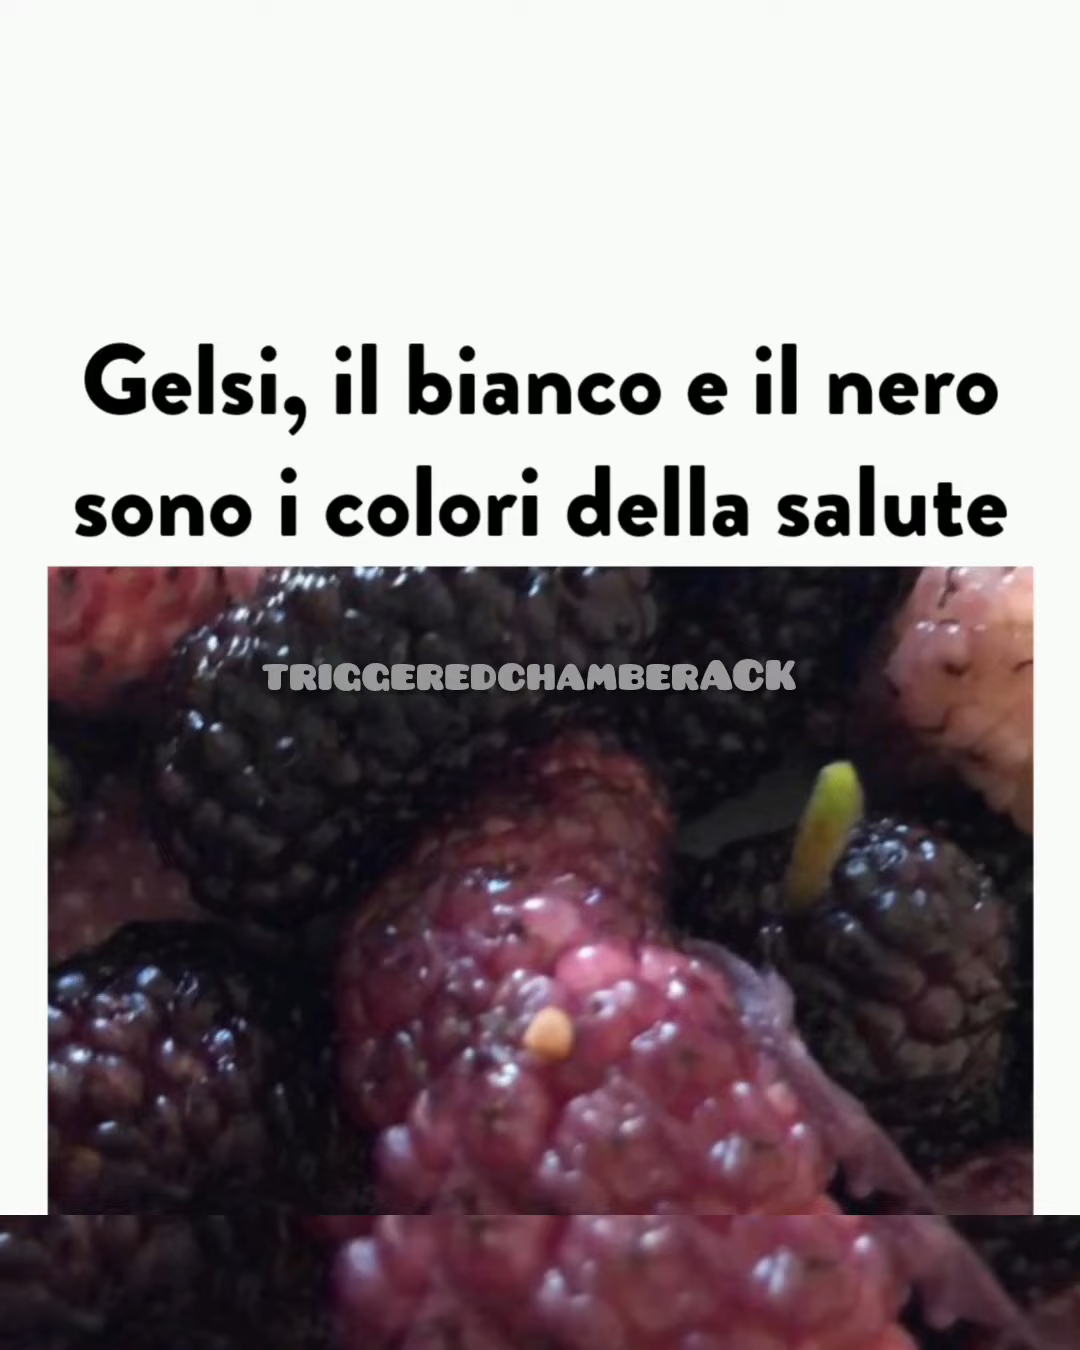 Gelsi, il bianco e il nero
sono i colori della salute
TRIGGEREDCHAMBERACK